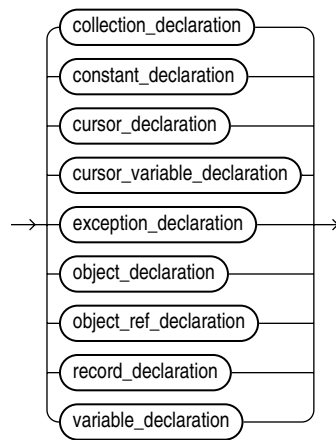 collection_declaration
constant_declaration
cursor_declaration
cursor_variable_declaration
exception_declaration
object_declaration
object_ref_declaration
record_declaration
variable_declaration